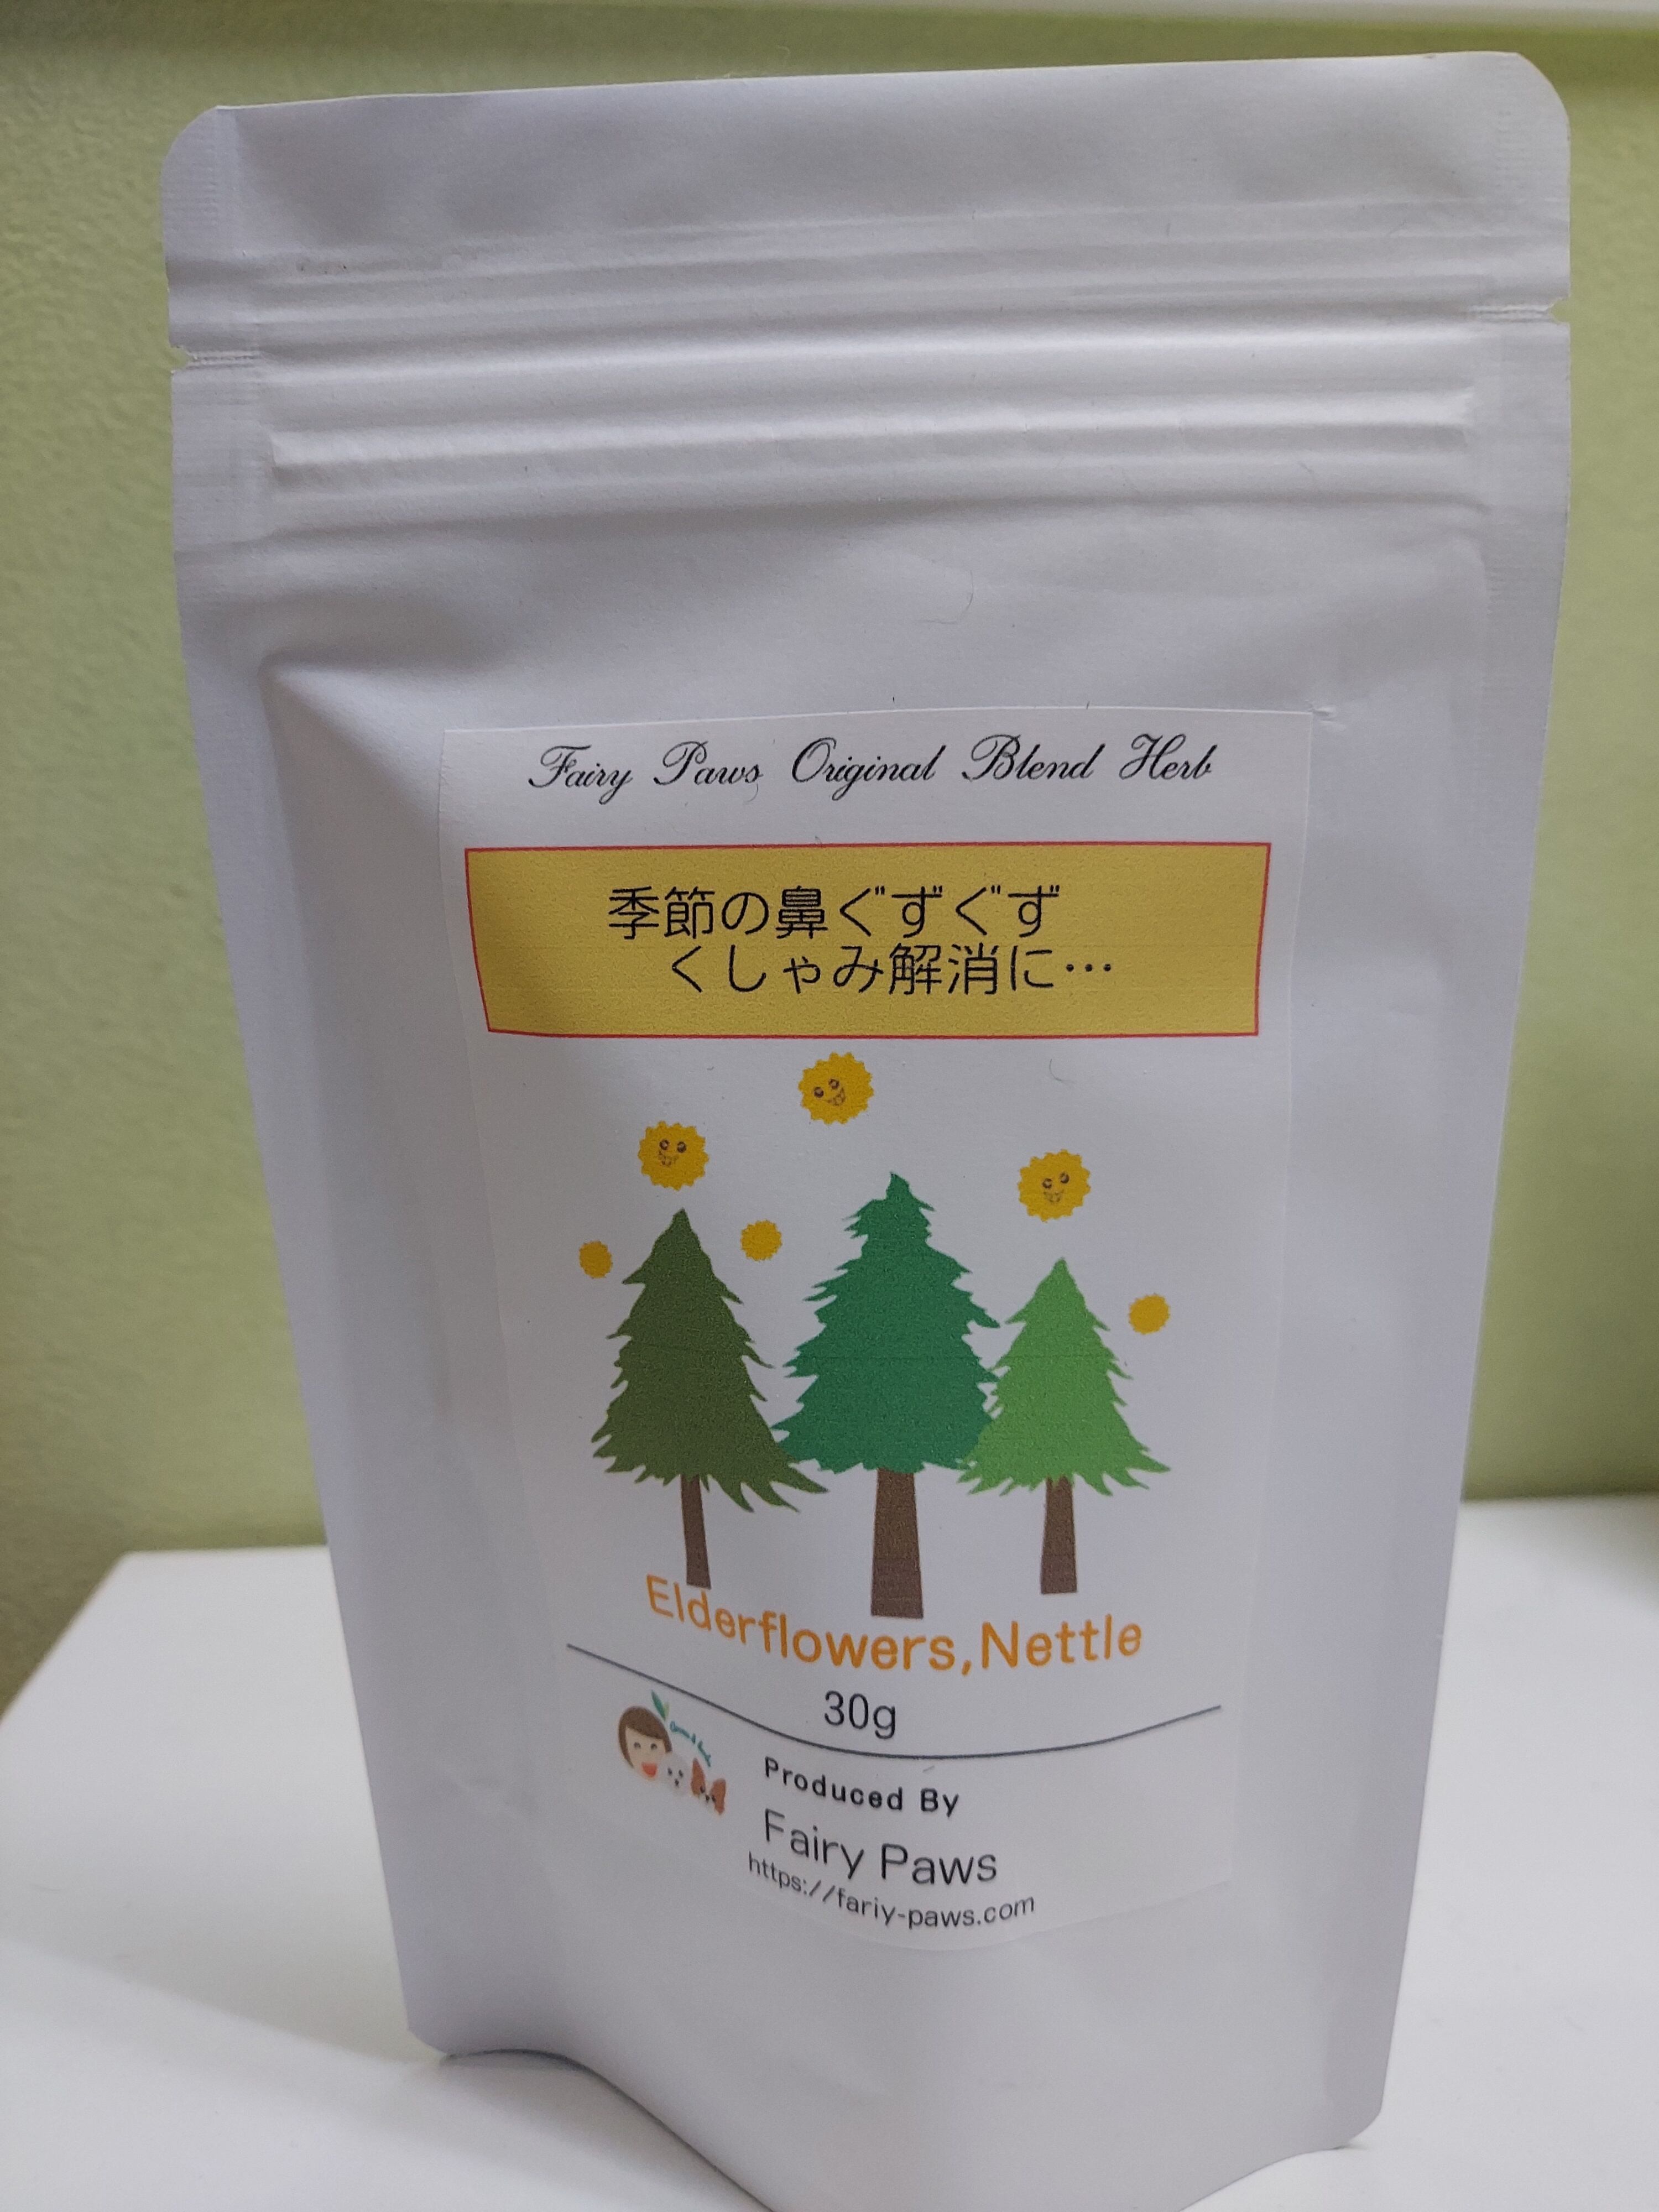 Fairy Paws Original Blend Herb
季節の鼻ぐずぐず
くしゃみ解消に…
Elderflowers,Nettle
30g
Produced By
Fairy Paws
https://fariy-paws.com